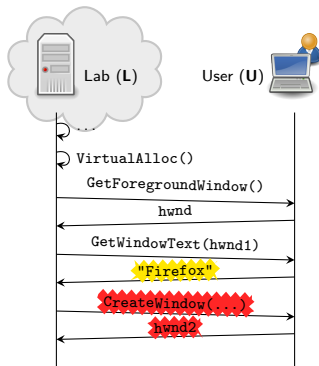 Lab (L)
User (U)
...
VirtualAlloc()
GetForegroundWindow()
hwnd
GetWindowText(hwnd1)
"Firefox"
CreateWindow(...)
hwnd2